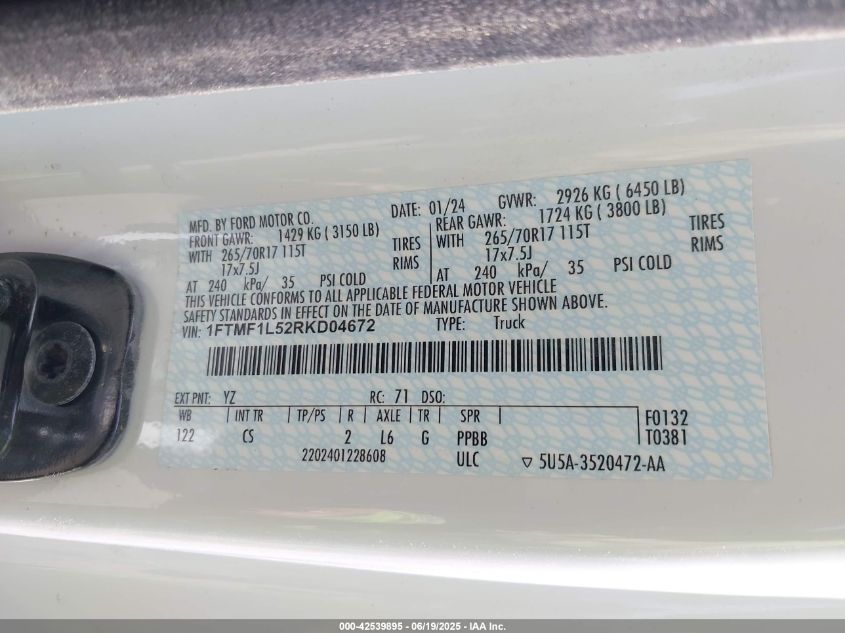 MFD. BY FORD MOTOR CO. DATE: 01/24 GVWR: 2926 KG ( 6450 LB)
FRONT GAWR: 1429 KG ( 3150 LB) REAR GAWR: 1724 KG ( 3800 LB)
WITH 265/70R17 115T TIRES WITH 265/70R17 115T TIRES
17x7.5J RIMS 17x7.5J RIMS
AT 240 kPa/ 35 PSI COLD AT 240 kPa/ 35 PSI COLD
THIS VEHICLE CONFORMS TO ALL APPLICABLE FEDERAL MOTOR VEHICLE
SAFETY STANDARDS IN EFFECT ON THE DATE OF MANUFACTURE SHOWN ABOVE.
VIN: 1FTMF1L52RKD04672 TYPE: Truck
EXT PNT: YZ RC: 71 DSO:
WB INT TR TP/PS R AXLE TR SPR F0132
122 CS 2 L6 G PPBB T0381
2202401228608 ULC ▽ 5U5A-3520472-AA
000-42539895 - 06/19/2025 - IAA Inc.